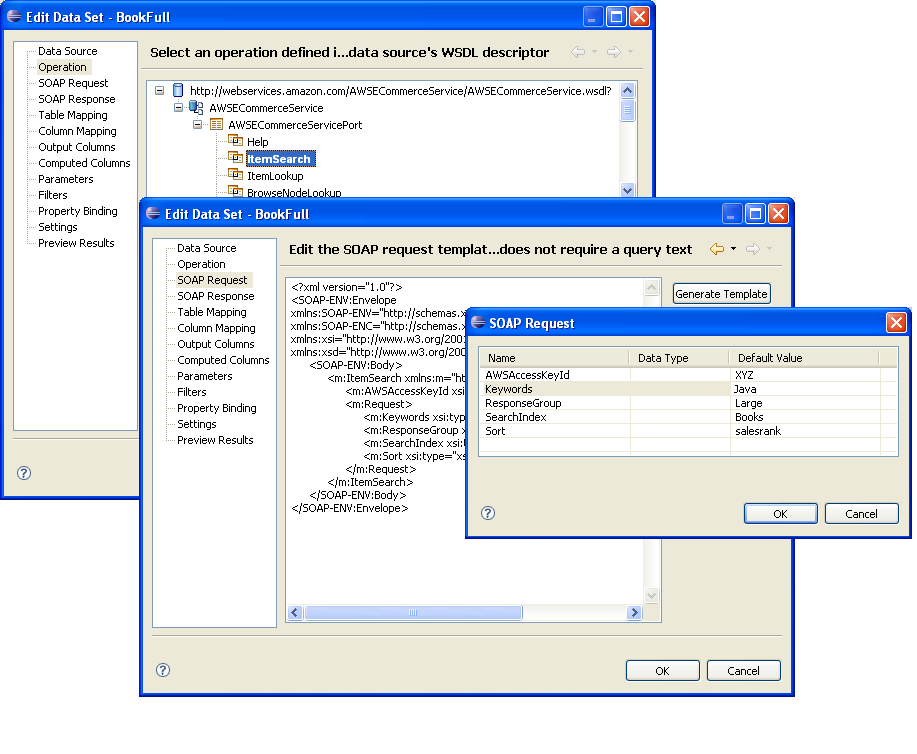 Edit Data Set - BookFull
Data Source
Operation
SOAP Request
SOAP Response
Table Mapping
Column Mapping
Output Columns
Computed Columns
Parameters
Filters
Property Binding
Settings
Preview Results
Select an operation defined i...data source's WSDL descriptor
http://webservices.amazon.com/AWSECommerceService/AWSECommerceService.wsdl?
AWSECommerceService
AWSECommerceServicePort
Help
ItemSearch
ItemLookup
BrowseNodeLookup
Edit Data Set - BookFull
Data Source
Operation
SOAP Request
SOAP Response
Table Mapping
Column Mapping
Output Columns
Computed Columns
Parameters
Filters
Property Binding
Settings
Preview Results
Edit the SOAP request templat...does not require a query text
<?xml version="1.0"?>
<SOAP-ENV:Envelope
xmlns:SOAP-ENV="http://schemas.x
xmlns:SOAP-ENC="http://schemas.x
xmlns:xsi="http://www.w3.org/2001
xmlns:xsd="http://www.w3.org/200
<SOAP-ENV:Body>
<m:ItemSearch xmlns:m="ht
<m:AWSAccessKeyId xsi
<m:Request>
<m:Keywords xsi:typ
<m:ResponseGroup x
<m:SearchIndex xsi:t
<m:Sort xsi:type="xs
</m:Request>
</m:ItemSearch>
</SOAP-ENV:Body>
</SOAP-ENV:Envelope>
Generate Template
OK Cancel
SOAP Request
Name Data Type Default Value
AWSAccessKeyId XYZ
Keywords Java
ResponseGroup Large
SearchIndex Books
Sort salesrank
OK Cancel